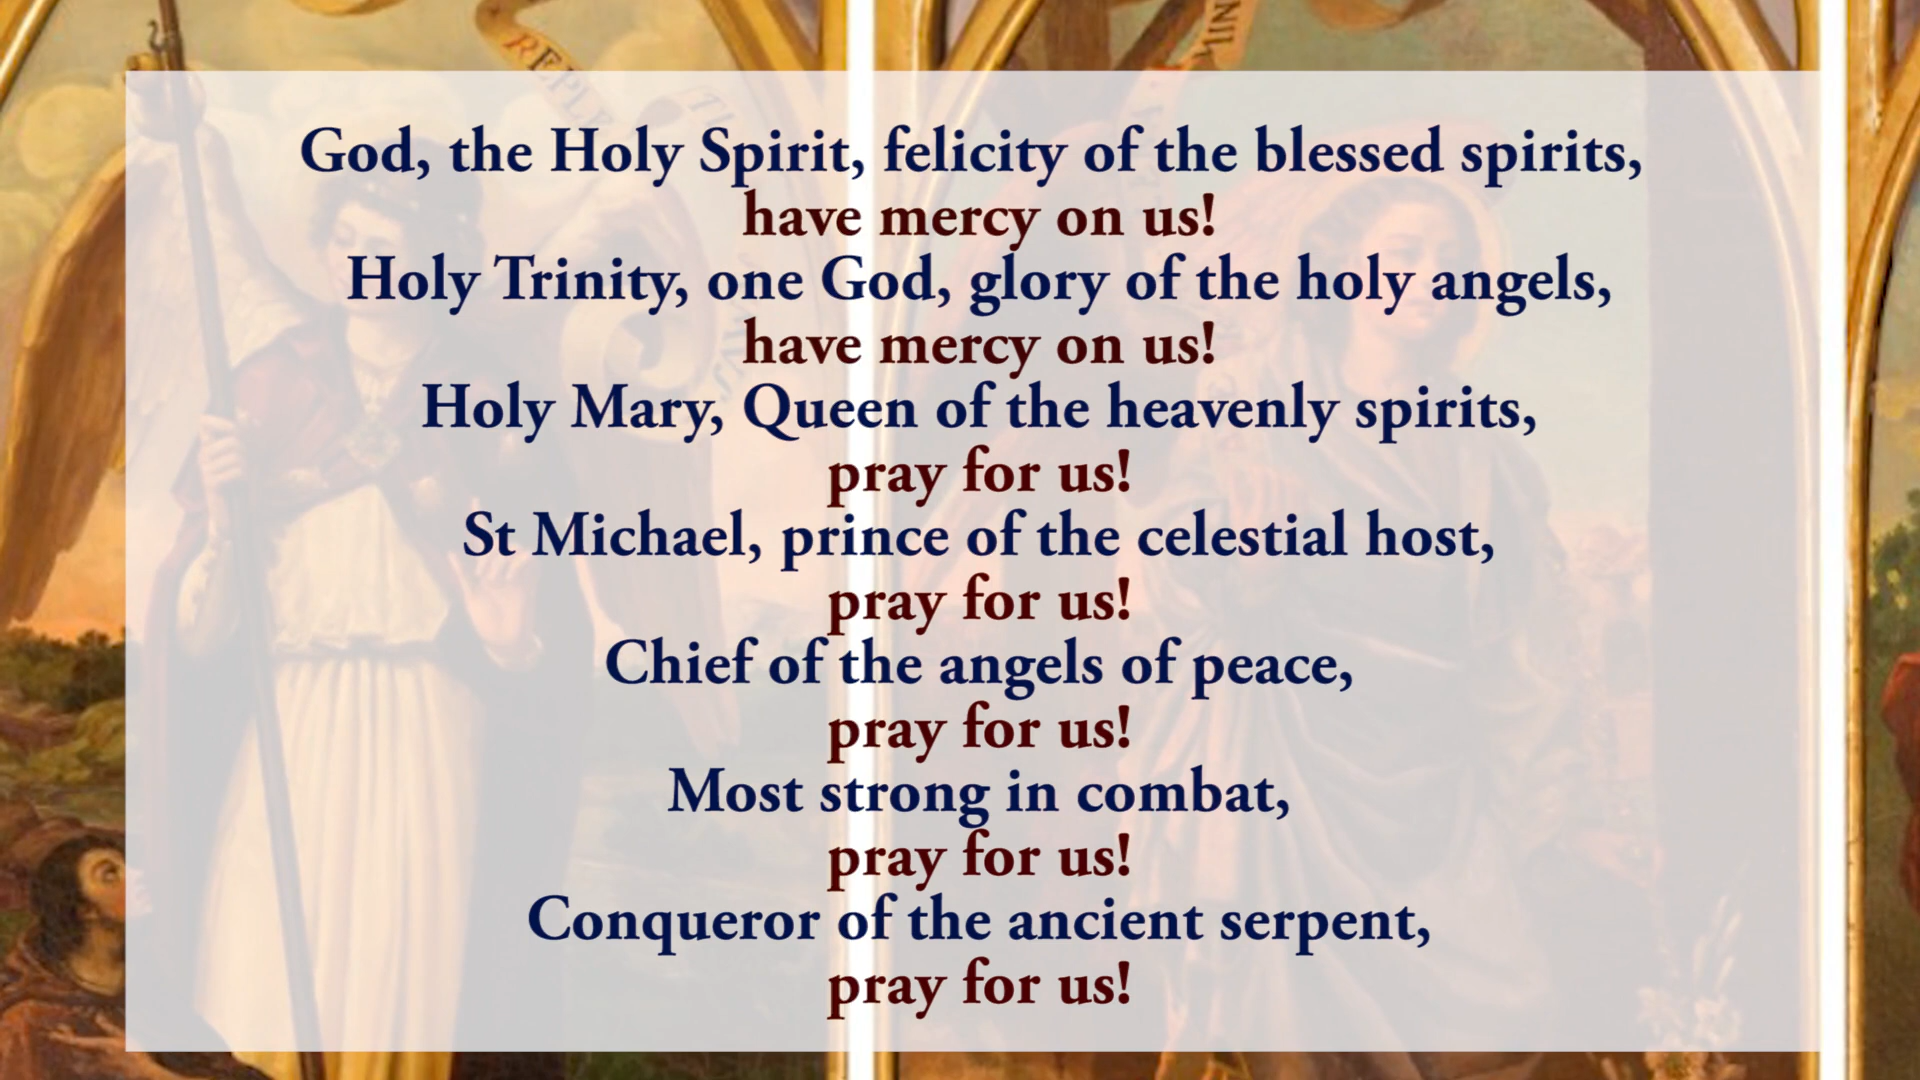 REPLE
God, the Holy Spirit, felicity of the blessed spirits,
have mercy on us!
Holy Trinity, one God, glory of the holy angels,
have mercy on us!
Holy Mary, Queen of the heavenly spirits,
pray for us!
St Michael, prince of the celestial host,
pray for us!
Chief of the angels of peace,
pray for us!
Most strong in combat,
pray for us!
Conqueror of the ancient serpent,
pray for us!